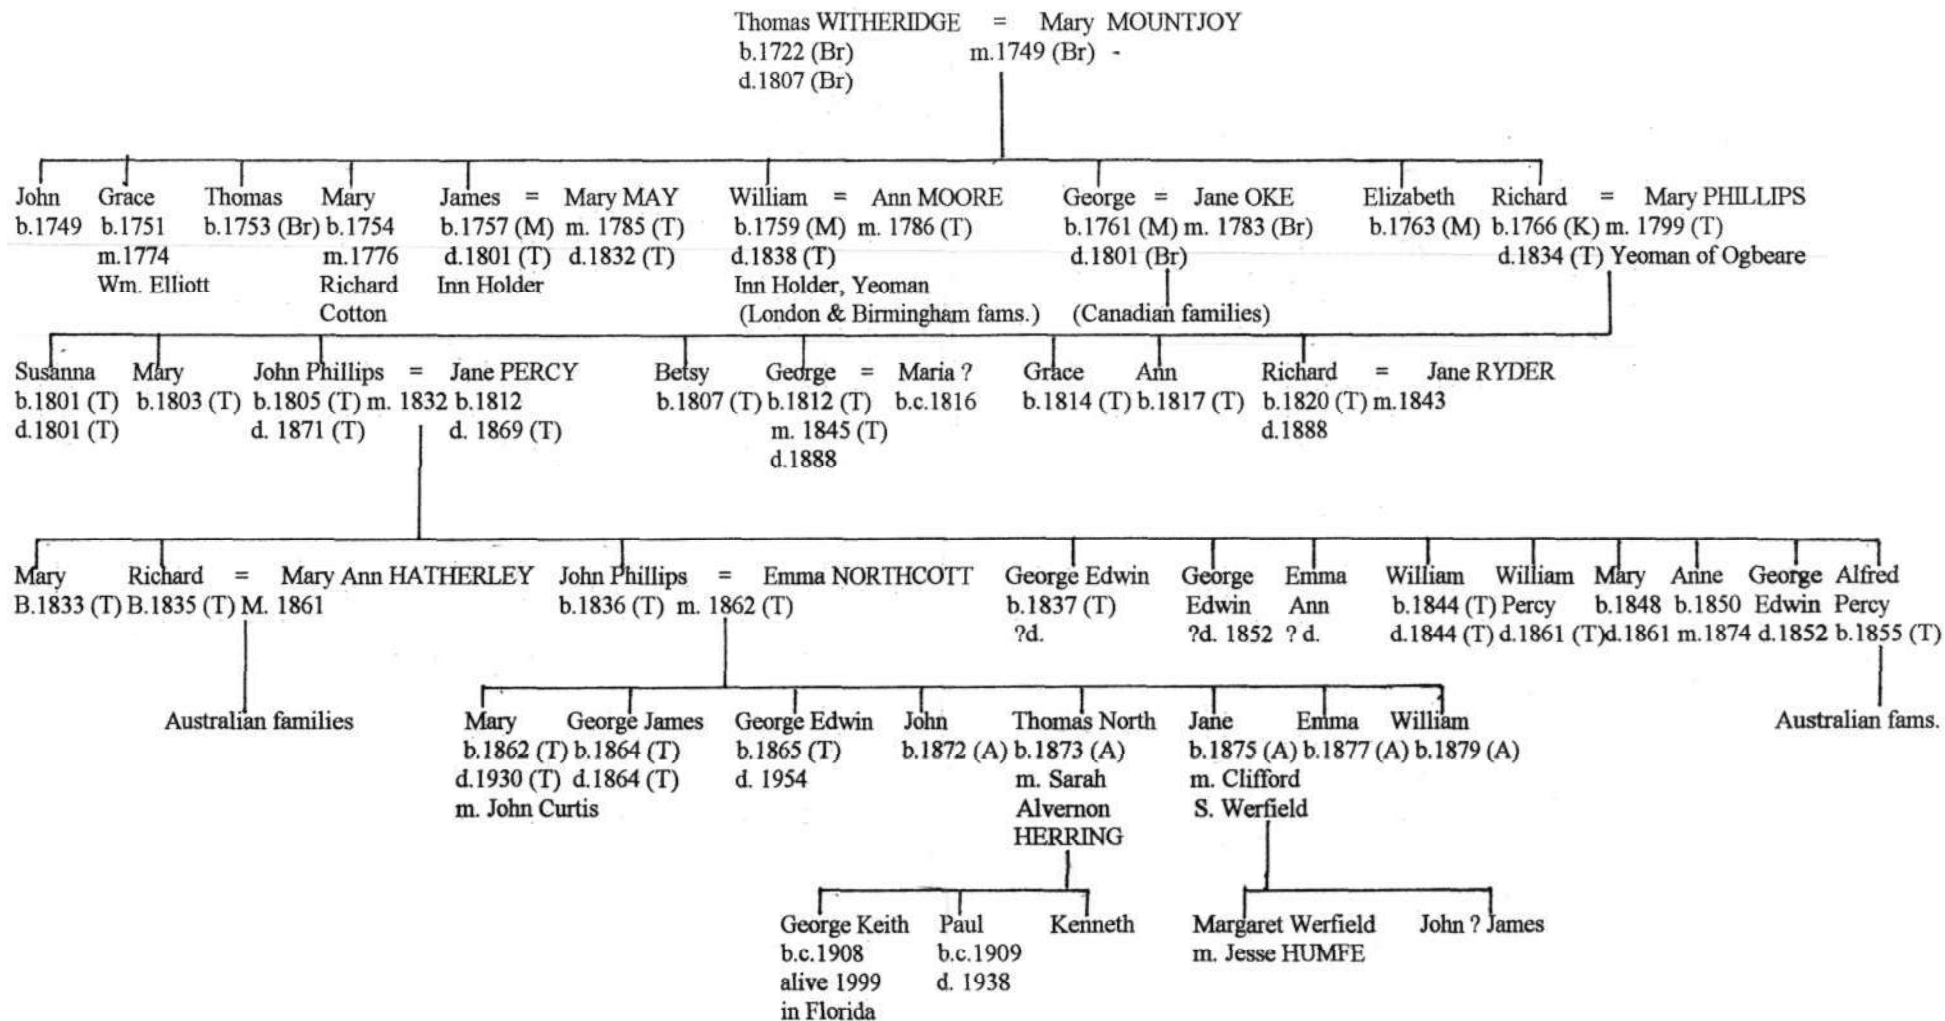 Thomas WITHERIDGE = Mary MOUNTJOY
b.1722 (Br) m.1749 (Br) -
d.1807 (Br)
John Grace Thomas Mary James = Mary MAY William = Ann MOORE George = Jane OKE Elizabeth Richard = Mary PHILLIPS
b.1749 b.1751 b.1753 (Br) b.1754 b.1757 (M) m. 1785 (T) b.1759 (M) m. 1786 (T) b.1761 (M) m. 1783 (Br) b.1763 (M) b.1766 (K) m. 1799 (T)
m.1774 m.1776 d.1801 (T) d.1832 (T) d.1838 (T) d.1801 (Br) d.1834 (T) Yeoman of Ogbeare
Wm. Elliott Richard Inn Holder Inn Holder, Yeoman
Cotton (London & Birmingham fams.) (Canadian families)
Susanna Mary John Phillips = Jane PERCY Betsy George = Maria ? Grace Ann Richard = Jane RYDER
b.1801 (T) b.1803 (T) b.1805 (T) m. 1832 b.1812 b.1807 (T) b.1812 (T) b.c.1816 b.1814 (T) b.1817 (T) b.1820 (T) m.1843
d.1801 (T) d. 1871 (T) d. 1869 (T) m. 1845 (T) d.1888
d.1888
Mary Richard = Mary Ann HATHERLEY John Phillips = Emma NORTHCOTT George Edwin George Emma William William Mary Anne George Alfred
B.1833 (T) B.1835 (T) M. 1861 b.1836 (T) m. 1862 (T) b.1837 (T) Edwin Ann b.1844 (T) Percy b.1848 b.1850 Edwin Percy
?d. ?d. 1852 ? d. d.1844 (T) d.1861 (T) d.1861 m.1874 d.1852 b.1855 (T)
Australian families Mary George James George Edwin John Thomas North Jane Emma William Australian fams.
b.1862 (T) b.1864 (T) b.1865 (T) b.1872 (A) b.1873 (A) b.1875 (A) b.1877 (A) b.1879 (A)
d.1930 (T) d.1864 (T) d. 1954 m. Sarah m. Clifford
m. John Curtis Alvernon S. Werfield
HERRING
George Keith Paul Kenneth Margaret Werfield John ? James
b.c.1908 b.c.1909 m. Jesse HUMFE
alive 1999 d. 1938
in Florida